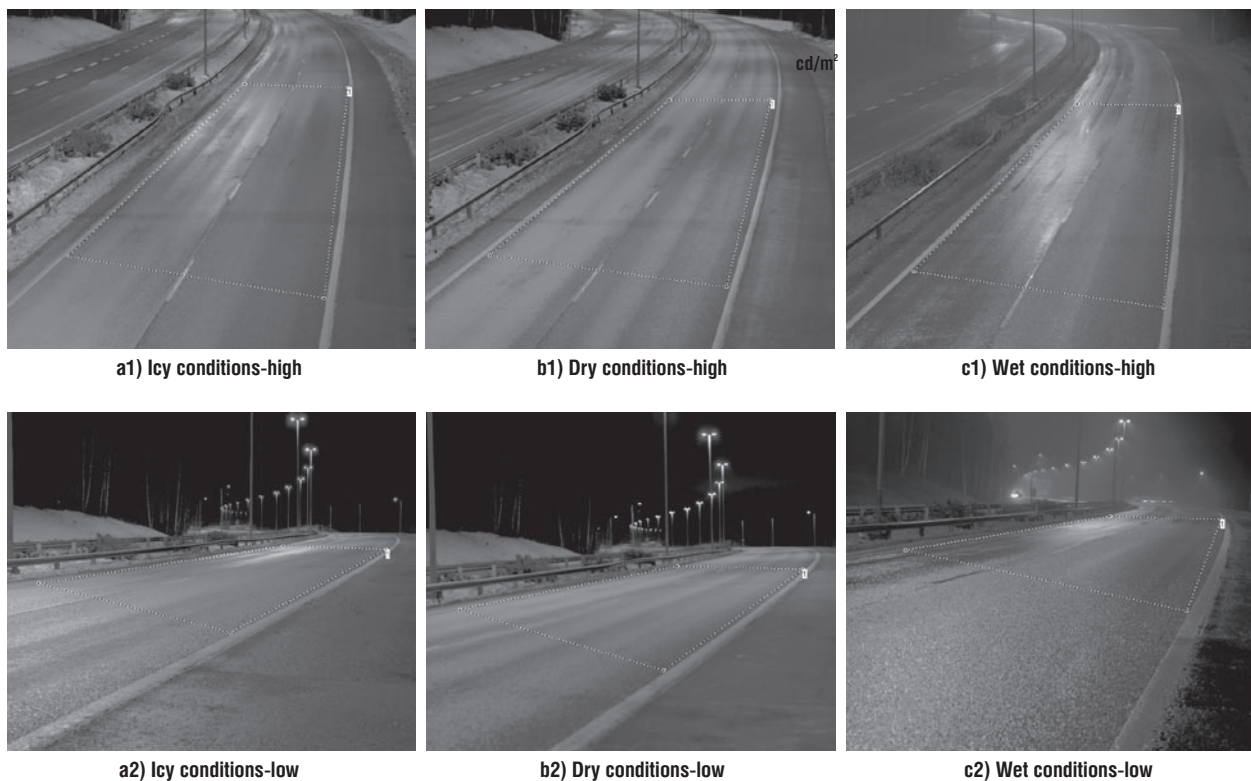 cd/m²
a1) Icy conditions-high
b1) Dry conditions-high
c1) Wet conditions-high
a2) Icy conditions-low
b2) Dry conditions-low
c2) Wet conditions-low